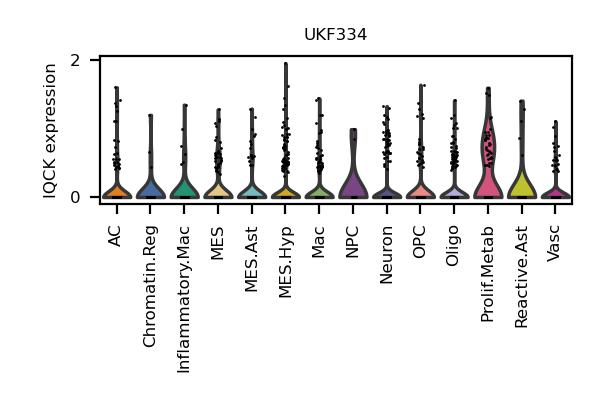 UKF334
IQCK expression
2
0
AC
Chromatin.Reg
Inflammatory.Mac
MES
MES.Ast
MES.Hyp
Mac
NPC
Neuron
OPC
Oligo
Prolif.Metab
Reactive.Ast
Vasc